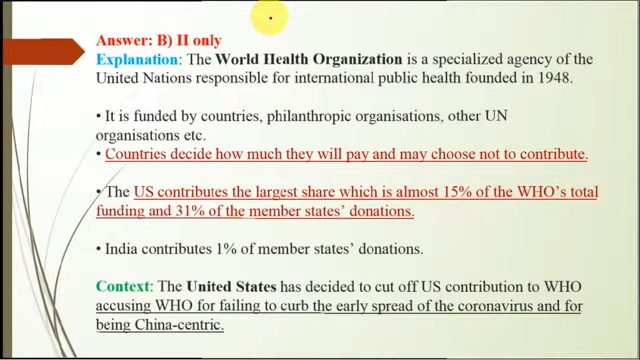 Answer: B) II only
Explanation: The World Health Organization is a specialized agency of the
United Nations responsible for international public health founded in 1948.
• It is funded by countries, philanthropic organisations, other UN
organisations etc.
• Countries decide how much they will pay and may choose not to contribute.
• The US contributes the largest share which is almost 15% of the WHO's total
funding and 31% of the member states' donations.
• India contributes 1% of member states' donations.
Context: The United States has decided to cut off US contribution to WHO
accusing WHO for failing to curb the early spread of the coronavirus and for
being China-centric.